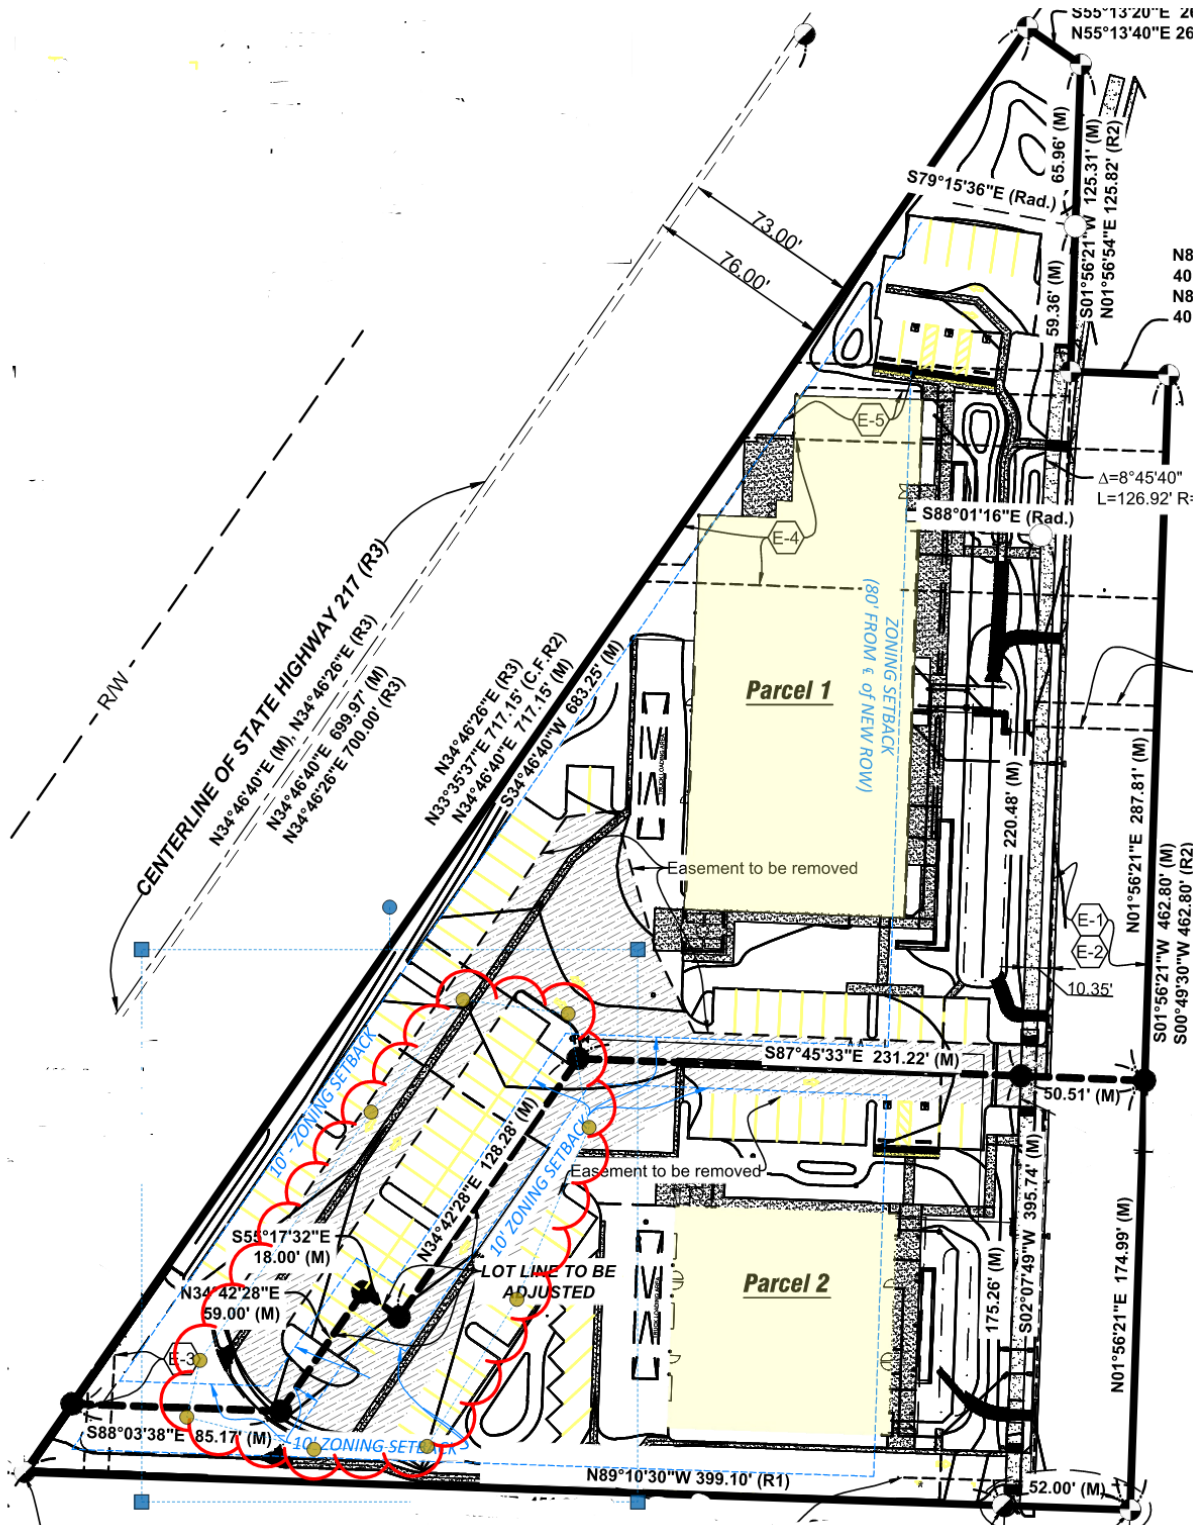 S55°13'20"E
N55°13'40"E 26
S79°15'36"E (Rad.)
65.96' (M)
S01°56'21"W 125.31' (M)
N01°56'54"E 125.82' (R2)
59.36' (M)
73.00'
76.00'
N8
40
N8
40
E-5
Δ=8°45'40"
L=126.92' R=
S88°01'16"E (Rad.)
E-4
ZONING SETBACK
(80' FROM ℄ of NEW ROW)
R/W
CENTERLINE OF STATE HIGHWAY 217 (R3)
N34°46'40"E (M), N34°46'26"E (R3)
N34°46'40"E 699.97' (M)
N34°46'26"E 700.00' (R3)
N34°46'26"E (R3)
N33°35'37"E 717.15' (C.F.R2)
N34°46'40"E 717.15' (M)
S34°46'40"W 683.25' (M)
Parcel 1
220.48' (M)
N01°56'21"E 287.81' (M)
S01°56'21"W 462.80' (M)
S00°49'30"W 462.80' (R2)
Easement to be removed
E-1
E-2
10.35'
10' - ZONING SETBACK
S87°45'33"E 231.22' (M)
50.51' (M)
N34°42'28"E 128.28' (M)
10' ZONING SETBACK
Easement to be removed
S55°17'32"E
18.00' (M)
LOT LINE TO BE
ADJUSTED
N34°42'28"E
59.00' (M)
Parcel 2
175.26' (M)
S02°07'49"W 395.74' (M)
N01°56'21"E 174.99' (M)
E-3
S88°03'38"E 85.17' (M)
10' ZONING SETBACK
N89°10'30"W 399.10' (R1)
52.00' (M)